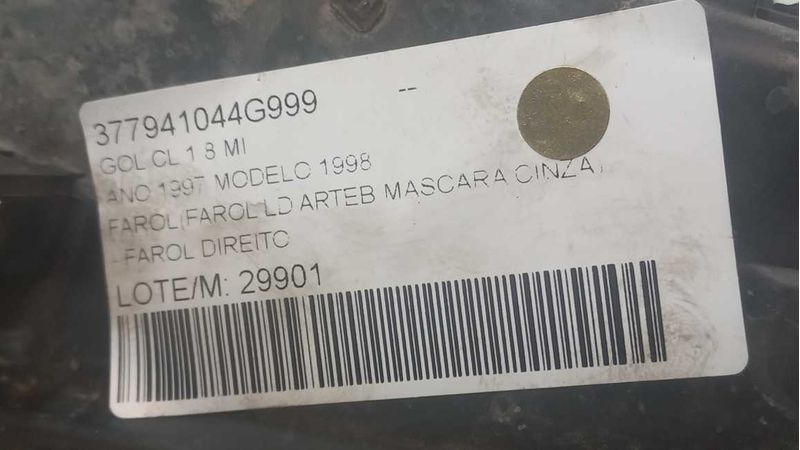 377941044G999 --
GOL CL 1 8 MI
ANO 1997 MODELO 1998
FAROL(FAROL LD ARTEB MASCARA CINZA)
- FAROL DIREITO
LOTE/M: 29901